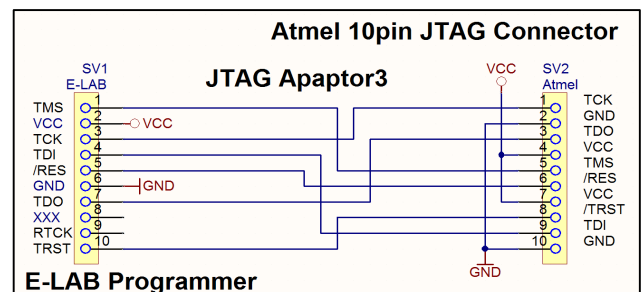 Atmel 10pin JTAG Connector
SV1
E-LAB
JTAG Apaptor3
VCC
SV2
Atmel
TMS 1
VCC 2 VCC
TCK 3
TDI 4
/RES 5
GND 6 GND
TDO 7
XXX 8
RTCK 9
TRST 10
1 TCK
2 GND
3 TDO
4 VCC
5 TMS
6 /RES
7 VCC
8 /TRST
9 TDI
10 GND
GND
E-LAB Programmer